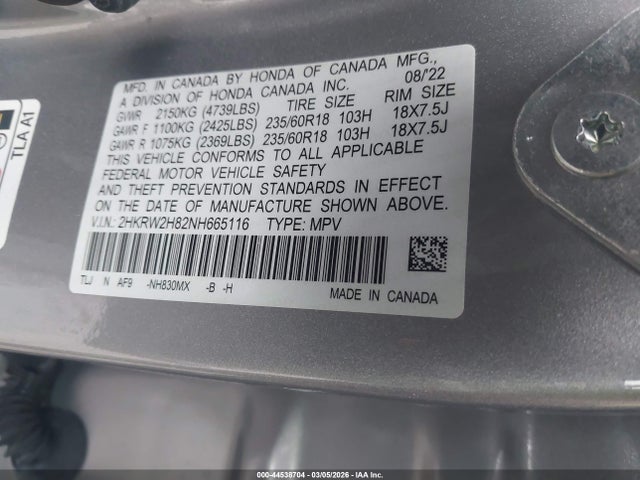 MFD. IN CANADA BY HONDA OF CANADA MFG.,
A DIVISION OF HONDA CANADA INC. 08/'22
GVWR 2150KG (4739LBS) TIRE SIZE RIM SIZE
GAWR F 1100KG (2425LBS) 235/60R18 103H 18X7.5J
GAWR R 1075KG (2369LBS) 235/60R18 103H 18X7.5J
THIS VEHICLE CONFORMS TO ALL APPLICABLE
FEDERAL MOTOR VEHICLE SAFETY
AND THEFT PREVENTION STANDARDS IN EFFECT
ON THE DATE OF MANUFACTURE SHOWN ABOVE.
V.I.N.: 2HKRW2H82NH665116 TYPE: MPV
TLJ N AF9 -NH830MX -B -H
MADE IN CANADA
TLA A1
000-44538704 - 03/05/2026 - IAA Inc.